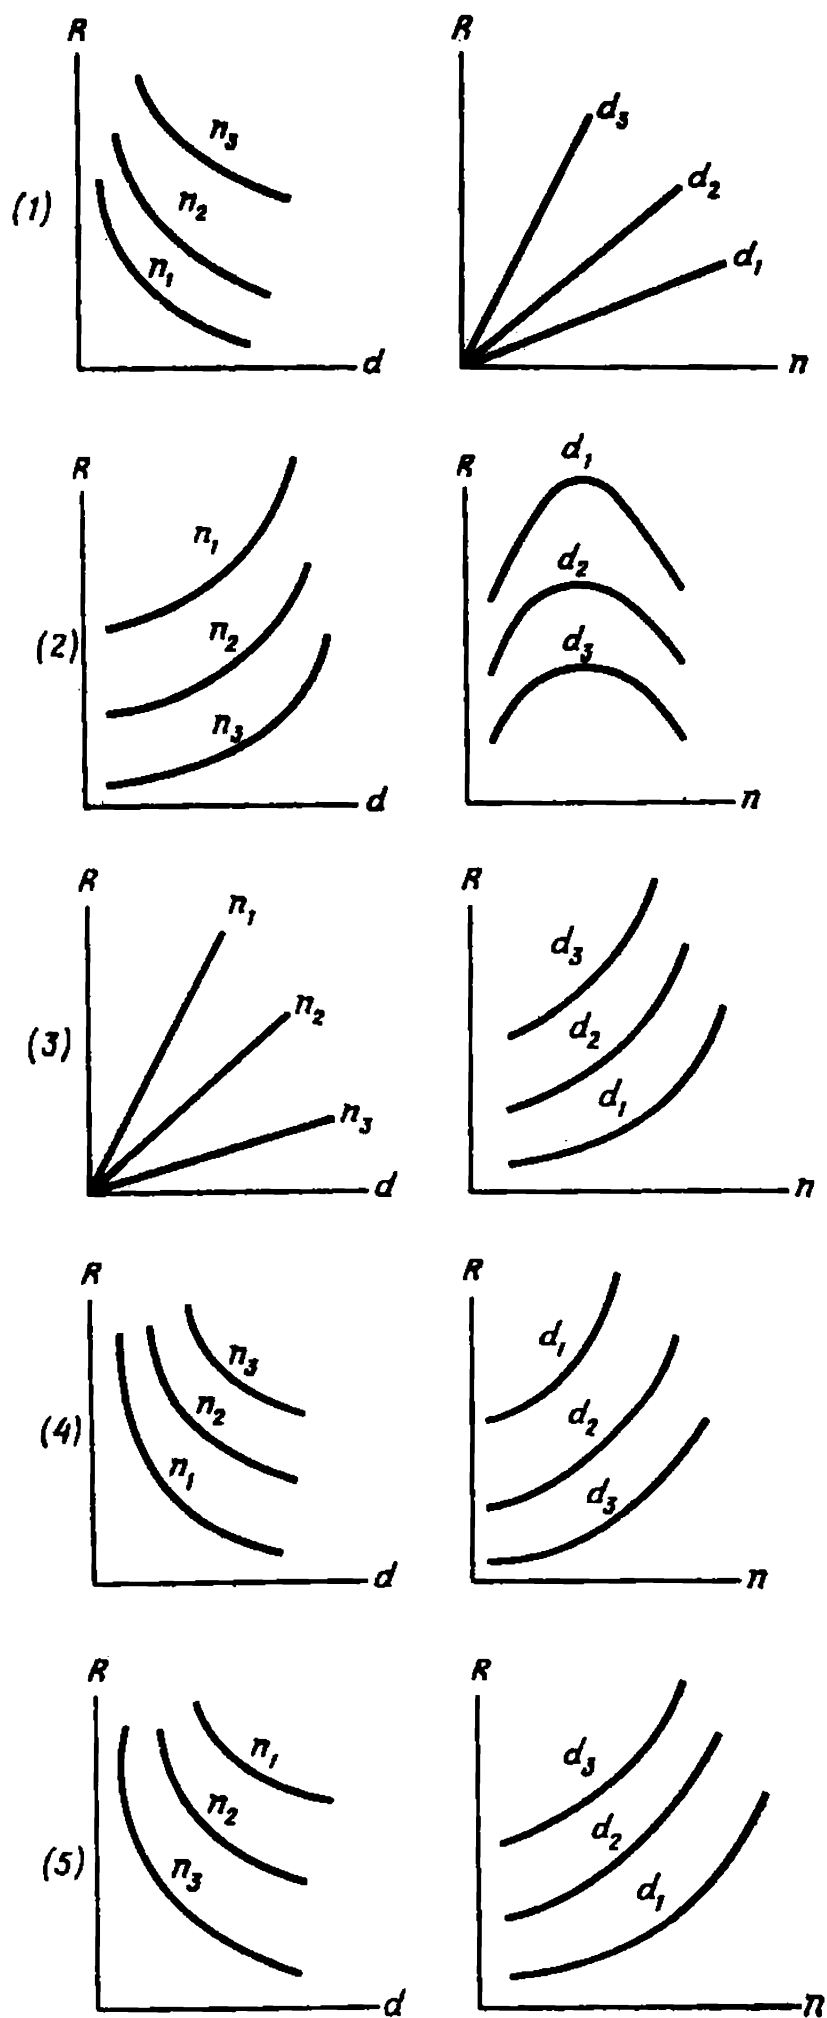 R R
n₃ d₃
n₂ d₂
(1)
n₁ d₁
d n
R R d₁
n₁ d₂
(2) n₂ d₃
n₃
d n
R R
n₁ d₃
n₂ d₂
(3)
n₃ d₁
d n
R R
n₃ d₁
n₂ d₂
(4)
n₁ d₃
d n
R R
n₁ d₃
n₂ d₂
(5) n₃ d₁
d n